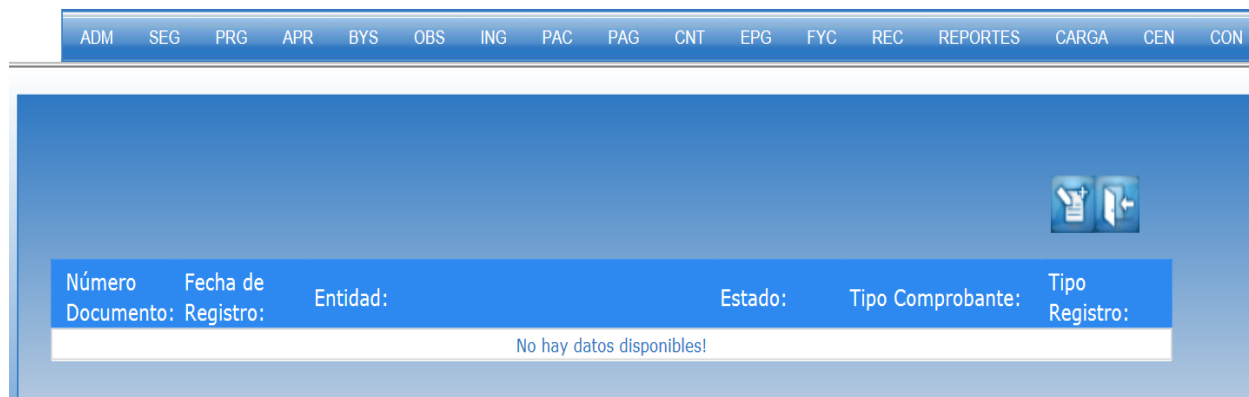 ADM SEG PRG APR BYS OBS ING PAC PAG CNT EPG FYC REC REPORTES CARGA CEN CON
Número Documento: Fecha de Registro: Entidad: Estado: Tipo Comprobante: Tipo Registro:
No hay datos disponibles!